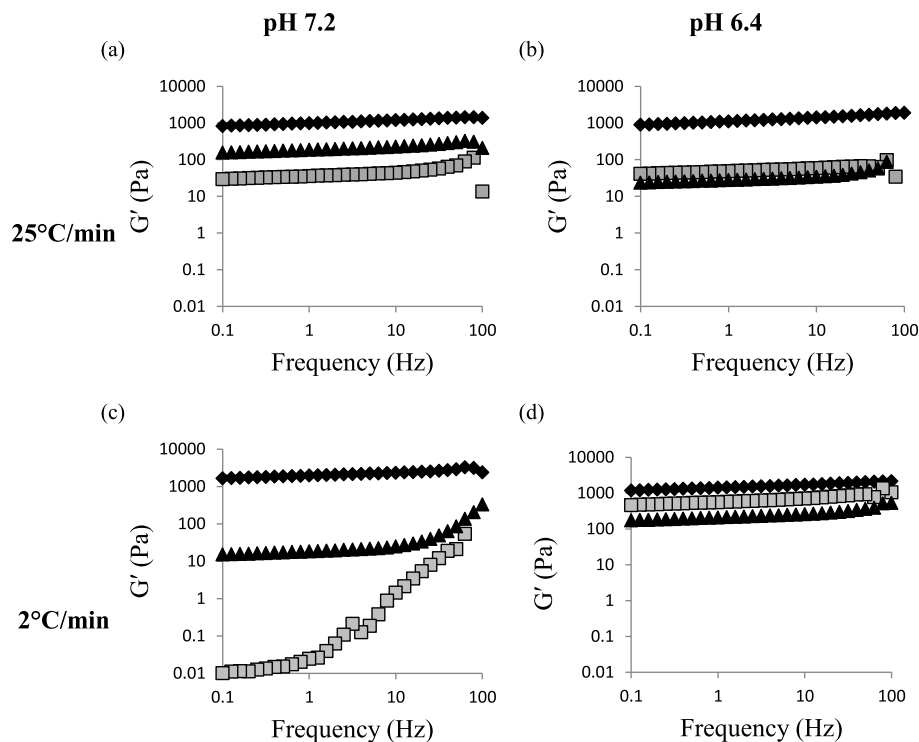 pH 7.2
pH 6.4
(a)
(b)
25°C/min
G′ (Pa)
10000
1000
100
10
1
0.1
0.01
0.1 1 10 100
Frequency (Hz)
G′ (Pa)
10000
1000
100
10
1
0.1
0.01
0.1 1 10 100
Frequency (Hz)
(c)
(d)
2°C/min
G′ (Pa)
10000
1000
100
10
1
0.1
0.01
0.1 1 10 100
Frequency (Hz)
G′ (Pa)
10000
1000
100
10
1
0.1
0.01
0.1 1 10 100
Frequency (Hz)